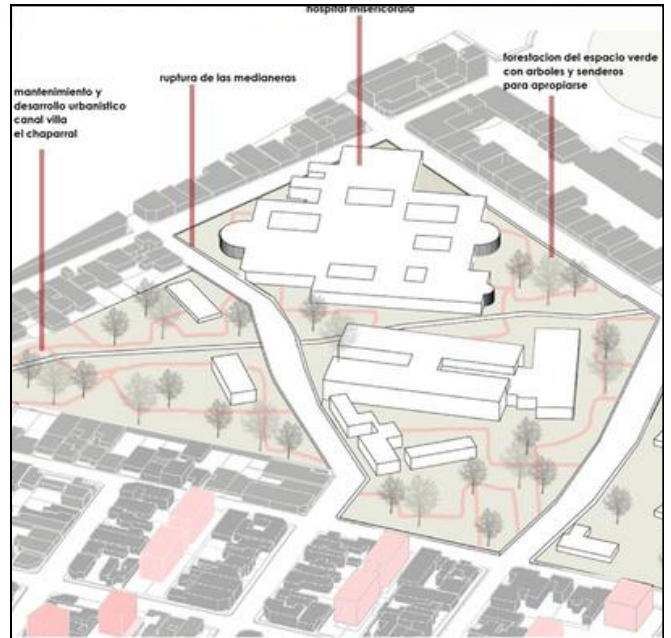 hospital misericordia
forestacion del espacio verde
con arboles y senderos
para apropiarse
ruptura de las medianeras
mantenimiento y
desarrollo urbanistico
canal villa
el chaparral